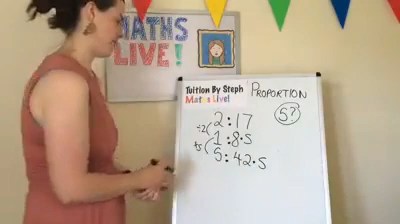 MATHS
LIVE!
Tuition By Steph
Maths Live!
PROPORTION
5?
2:17
÷2
1:8.5
×5
5:42.5